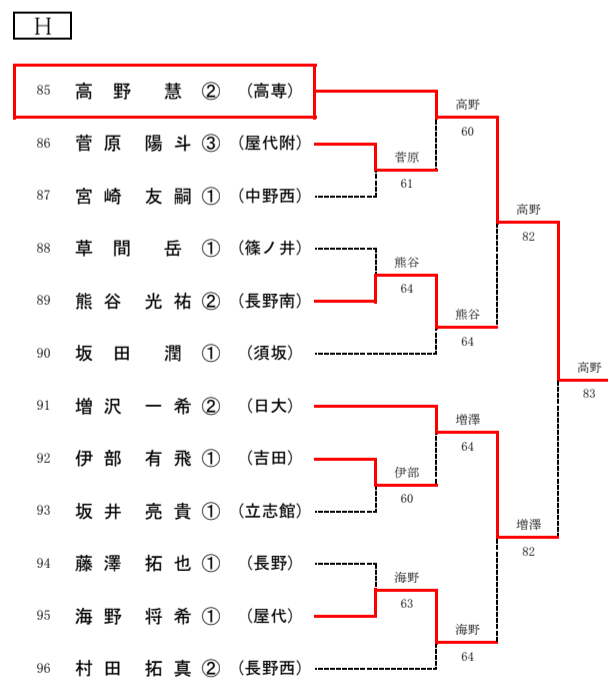 H
85 高野 慧 ② (高専)
86 菅原 陽斗 ③ (屋代附)
87 宮崎 友嗣 ① (中野西)
88 草間 岳 ① (篠ノ井)
89 熊谷 光祐 ② (長野南)
90 坂田 潤 ① (須坂)
91 増沢 一希 ② (日大)
92 伊部 有飛 ① (吉田)
93 坂井 亮貴 ① (立志館)
94 藤澤 拓也 ① (長野)
95 海野 将希 ① (屋代)
96 村田 拓真 ② (長野西)
菅原
61
熊谷
64
伊部
60
海野
63
高野
60
熊谷
64
増澤
64
海野
64
高野
82
増澤
82
高野
83